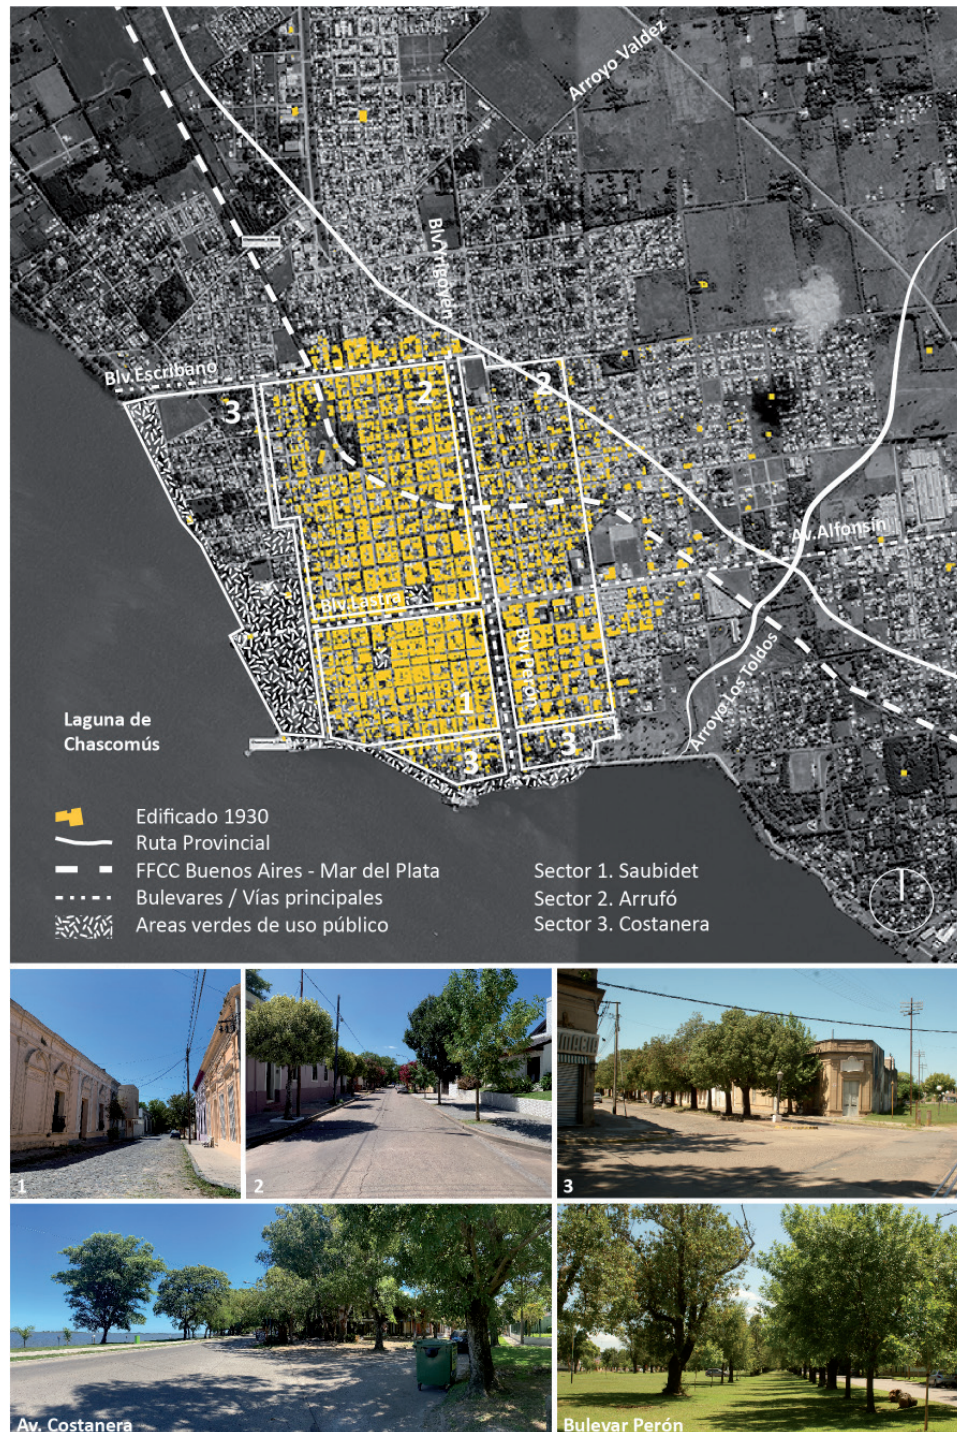 Arroyo Valdez
Blv.Yrigoyen
Blv.Escribano
2
2
3
Av.Alfonsín
Blv.Lastra
Blv.Perón
1
Arroyo Los Toldos
3
3
Laguna de
Chascomús
Edificado 1930
Ruta Provincial
FFCC Buenos Aires - Mar del Plata
Bulevares / Vías principales
Areas verdes de uso público
Sector 1. Saubidet
Sector 2. Arrufó
Sector 3. Costanera
1
2
3
Av. Costanera
Bulevar Perón